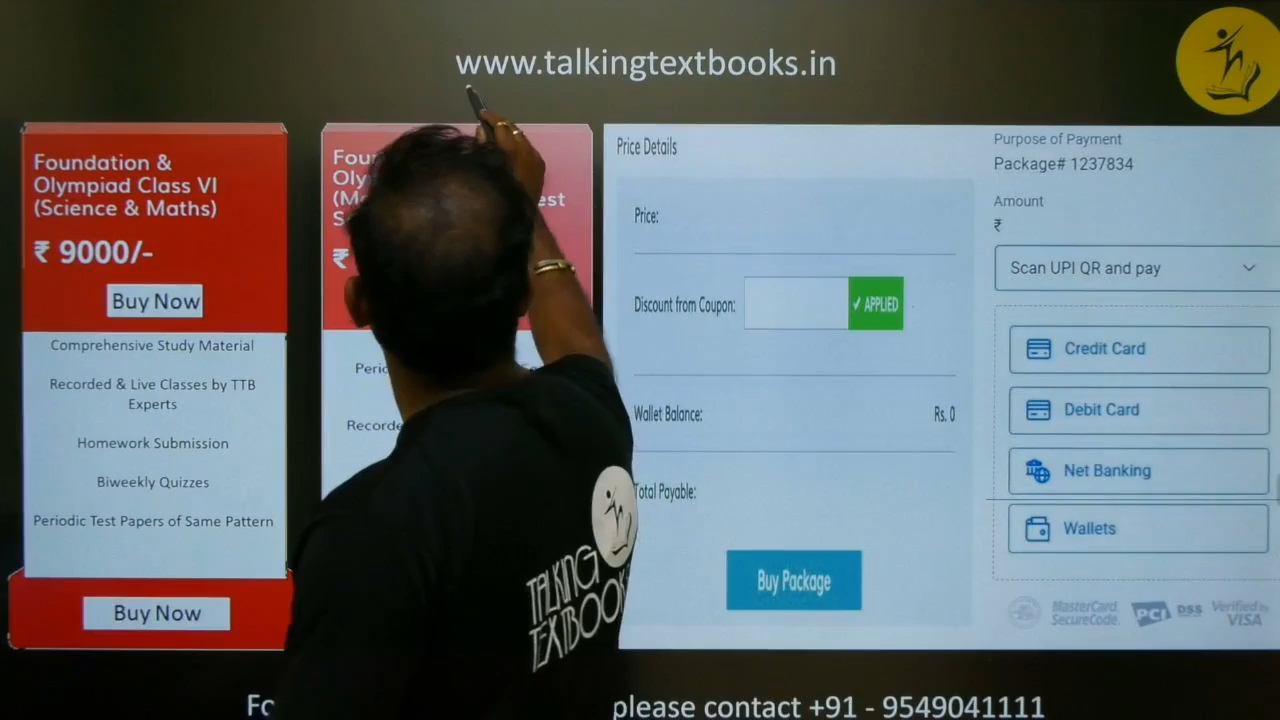 www.talkingtextbooks.in
Foundation &
Olympiad Class VI
(Science & Maths)
₹ 9000/-
Buy Now
Comprehensive Study Material
Recorded & Live Classes by TTB
Experts
Homework Submission
Biweekly Quizzes
Periodic Test Papers of Same Pattern
Buy Now
₹
Price Details
Price:
Discount from Coupon:
✓ APPLIED
Wallet Balance: Rs. 0
Total Payable:
Buy Package
Purpose of Payment
Package# 1237834
Amount
₹
Scan UPI QR and pay
Credit Card
Debit Card
Net Banking
Wallets
MasterCard.
SecureCode.
PCI DSS
Verified by
VISA
TALKING
TEXTBOOKS
please contact +91 - 9549041111